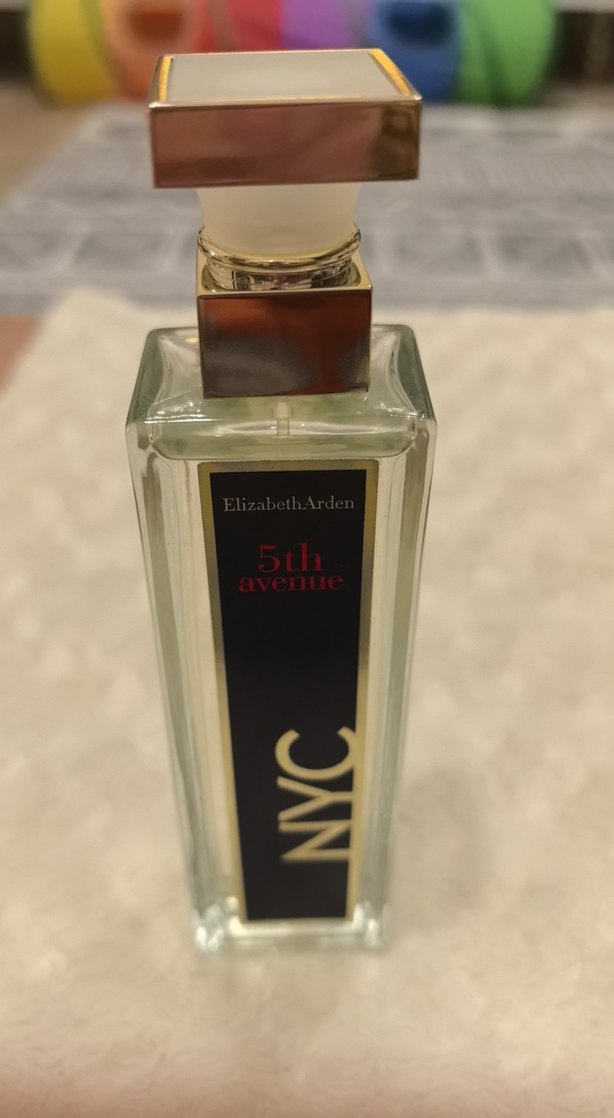 ElizabethArden
5th
avenue
NYC